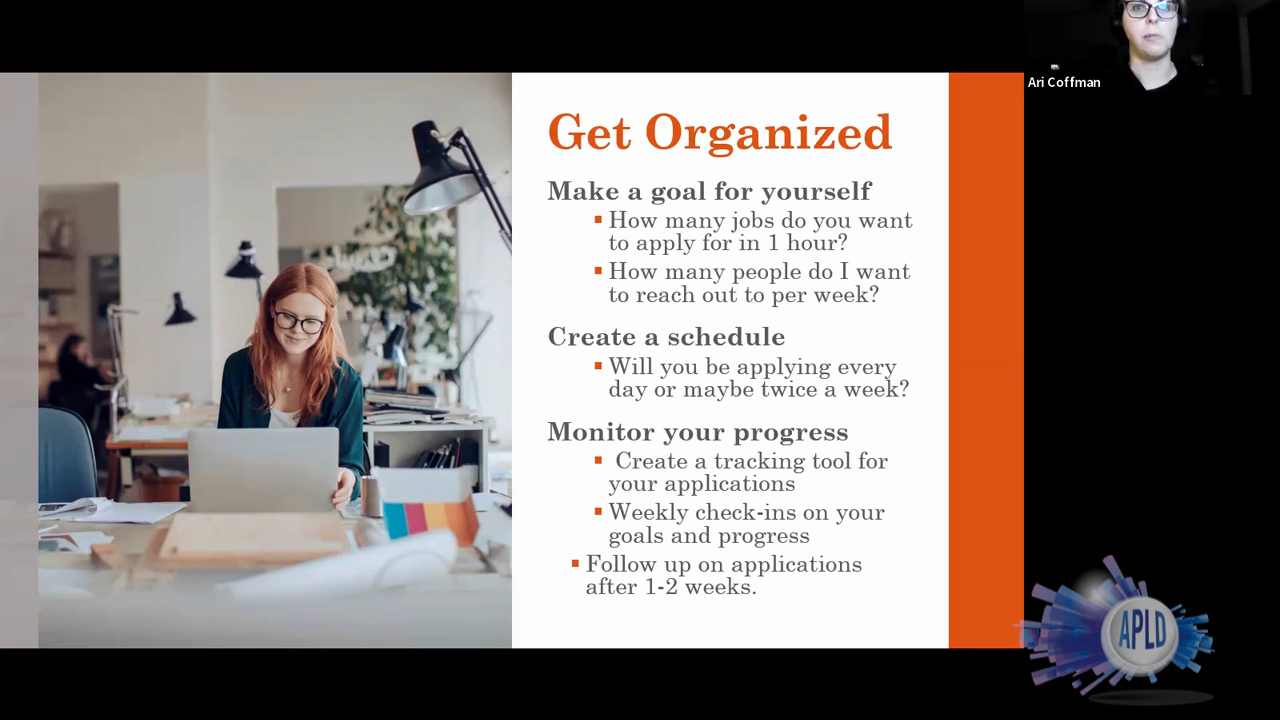 Ari Coffman
Get Organized
Make a goal for yourself
▪ How many jobs do you want
to apply for in 1 hour?
▪ How many people do I want
to reach out to per week?
Create a schedule
▪ Will you be applying every
day or maybe twice a week?
Monitor your progress
▪ Create a tracking tool for
your applications
▪ Weekly check-ins on your
goals and progress
▪ Follow up on applications
after 1-2 weeks.
APLD